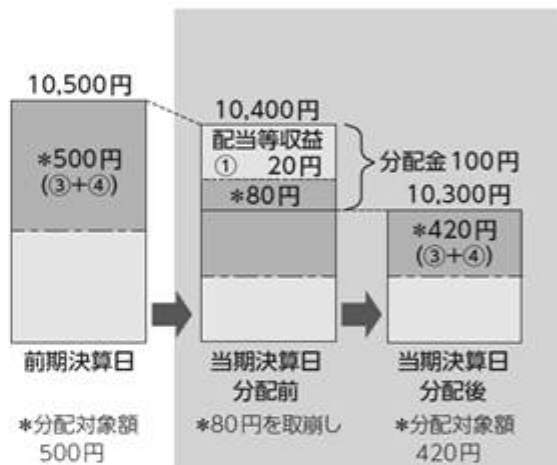 10,500円
*500円
(③+④)
前期決算日
*分配対象額
500円
10,400円
配当等収益
① 20円
*80円
分配金100円
当期決算日
分配前
*80円を取崩し
10,300円
*420円
(③+④)
当期決算日
分配後
*分配対象額
420円